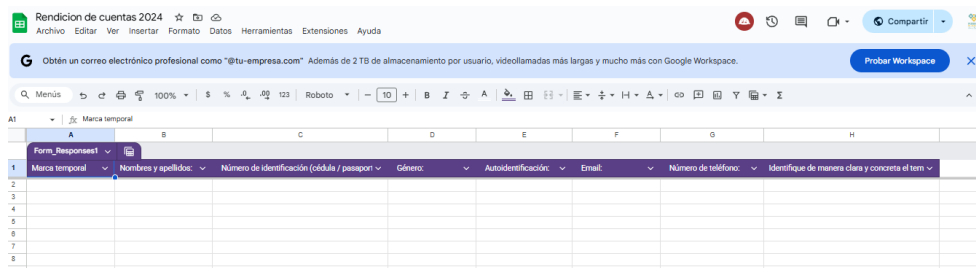 Rendicion de cuentas 2024
Archivo Editar Ver Insertar Formato Datos Herramientas Extensiones Ayuda
Compartir
G Obtén un correo electrónico profesional como "@tu-empresa.com" Además de 2 TB de almacenamiento por usuario, videollamadas más largas y mucho más con Google Workspace.
Probar Workspace
Menús 100% $ % .0 .00 123 Roboto 10 B I A
A1 fx Marca temporal
A B C D E F G H
Form_Responses1
1 Marca temporal Nombres y apellidos: Número de identificación (cédula / pasapor Género: Autoidentificación: Email: Número de teléfono: Identifique de manera clara y concreta el tem
2
3
4
5
6
7
8